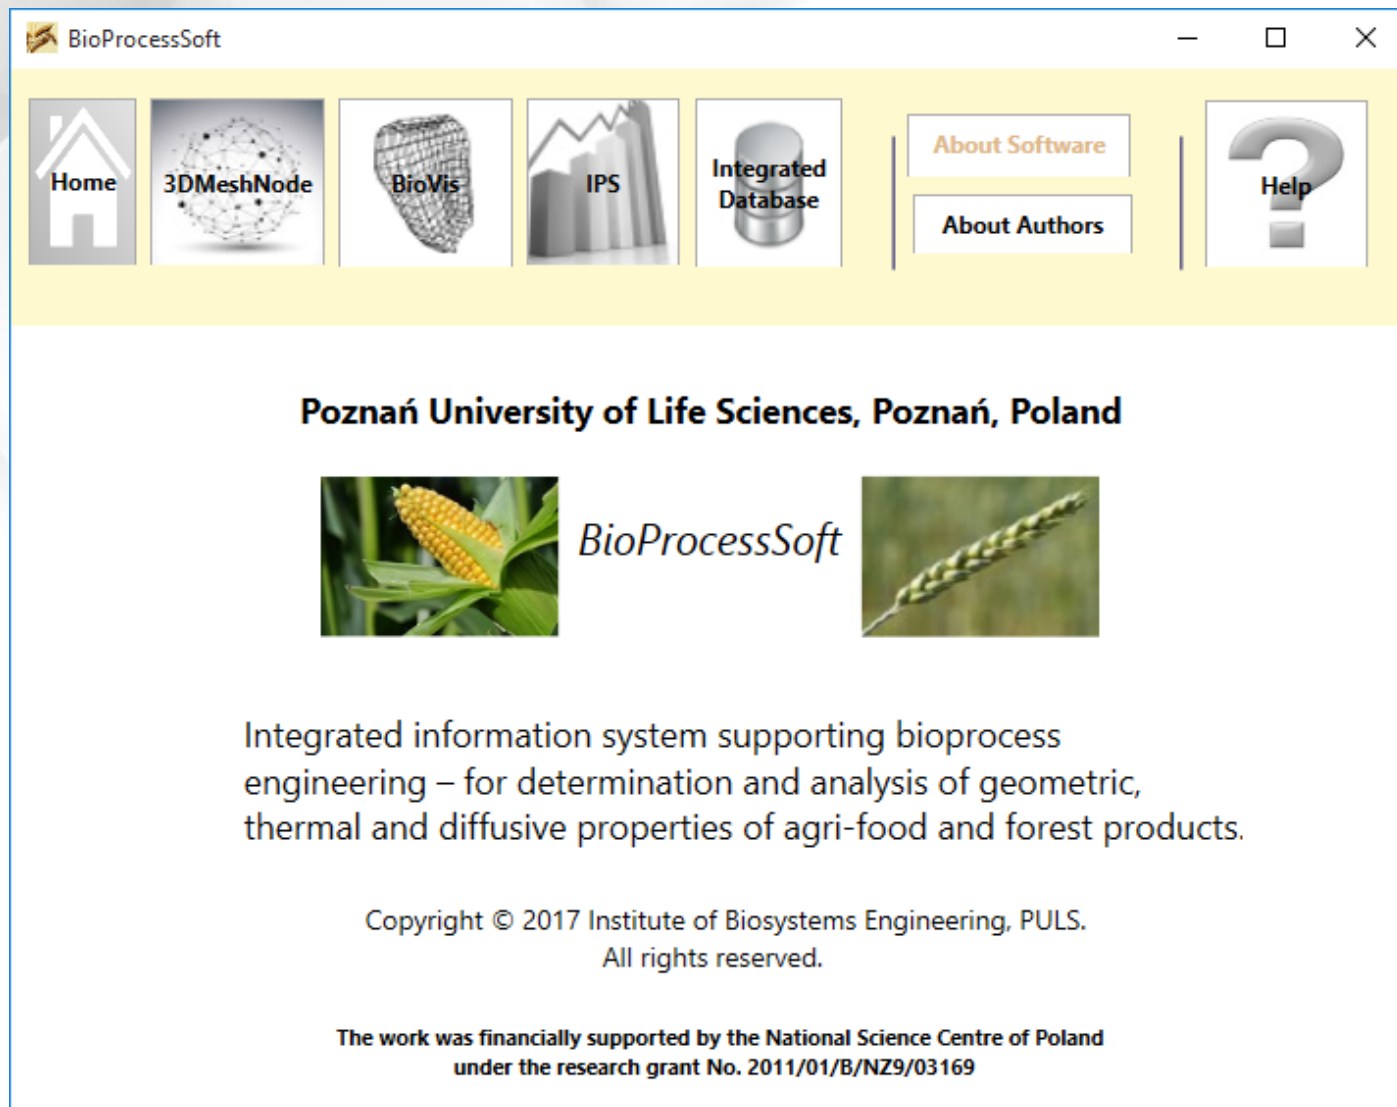 BioProcessSoft
Home
3DMeshNode
BioVis
IPS
Integrated
Database
About Software
About Authors
Help
Poznań University of Life Sciences, Poznań, Poland
BioProcessSoft
Integrated information system supporting bioprocess
engineering – for determination and analysis of geometric,
thermal and diffusive properties of agri-food and forest products.
Copyright © 2017 Institute of Biosystems Engineering, PULS.
All rights reserved.
The work was financially supported by the National Science Centre of Poland
under the research grant No. 2011/01/B/NZ9/03169